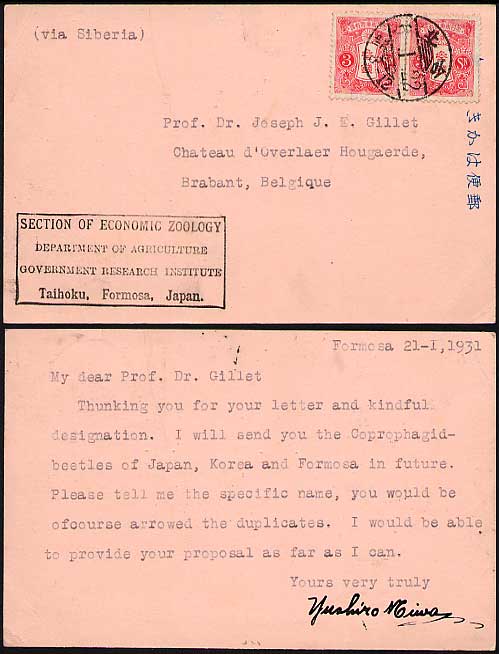 (via Siberia)
3
Prof. Dr. Joseph J. E. Gillet
Chateau d'Overlaer Hougaerde,
Brabant, Belgique
きかは便郵
SECTION OF ECONOMIC ZOOLOGY
DEPARTMENT OF AGRICULTURE
GOVERNMENT RESEARCH INSTITUTE
Taihoku, Formosa, Japan.
Formosa 21-I,1931
My dear Prof. Dr. Gillet
Thunking you for your letter and kindful
designation. I will send you the Coprophagid-
beetles of Japan, Korea and Formosa in future.
Please tell me the specific name, you would be
ofcourse arrowed the duplicates. I would be able
to provide your proposal as far as I can.
Yours very truly
Yushiro Miwa